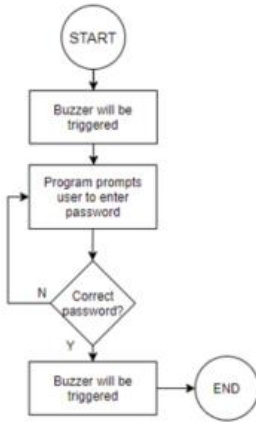 START
Buzzer will be
triggered
Program prompts
user to enter
password
N
Correct
password?
Y
Buzzer will be
triggered
END